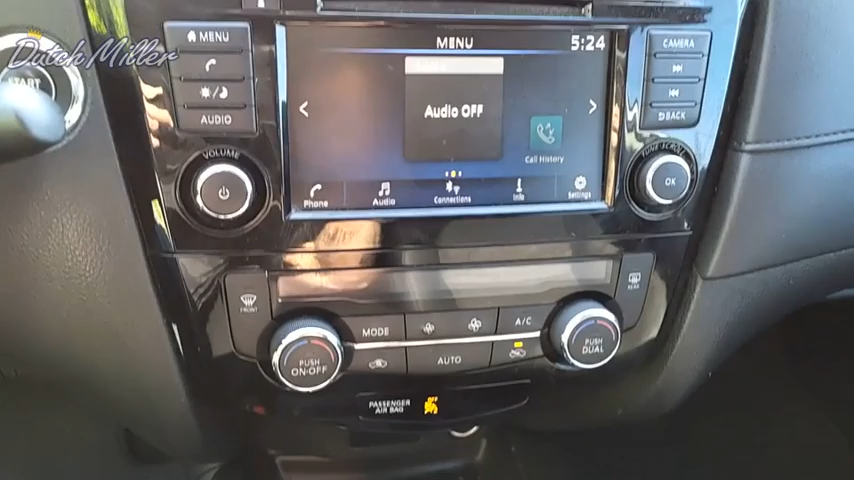 Dutch Miller
START
MENU
AUDIO
VOLUME
MENU
5:24
Audio OFF
Call History
Phone
Audio
Connections
Info
Settings
CAMERA
BACK
TUNE·SCROLL
OK
FRONT
MODE
A/C
REAR
PUSH
ON·OFF
AUTO
PUSH
DUAL
PASSENGER
AIR BAG
OFF